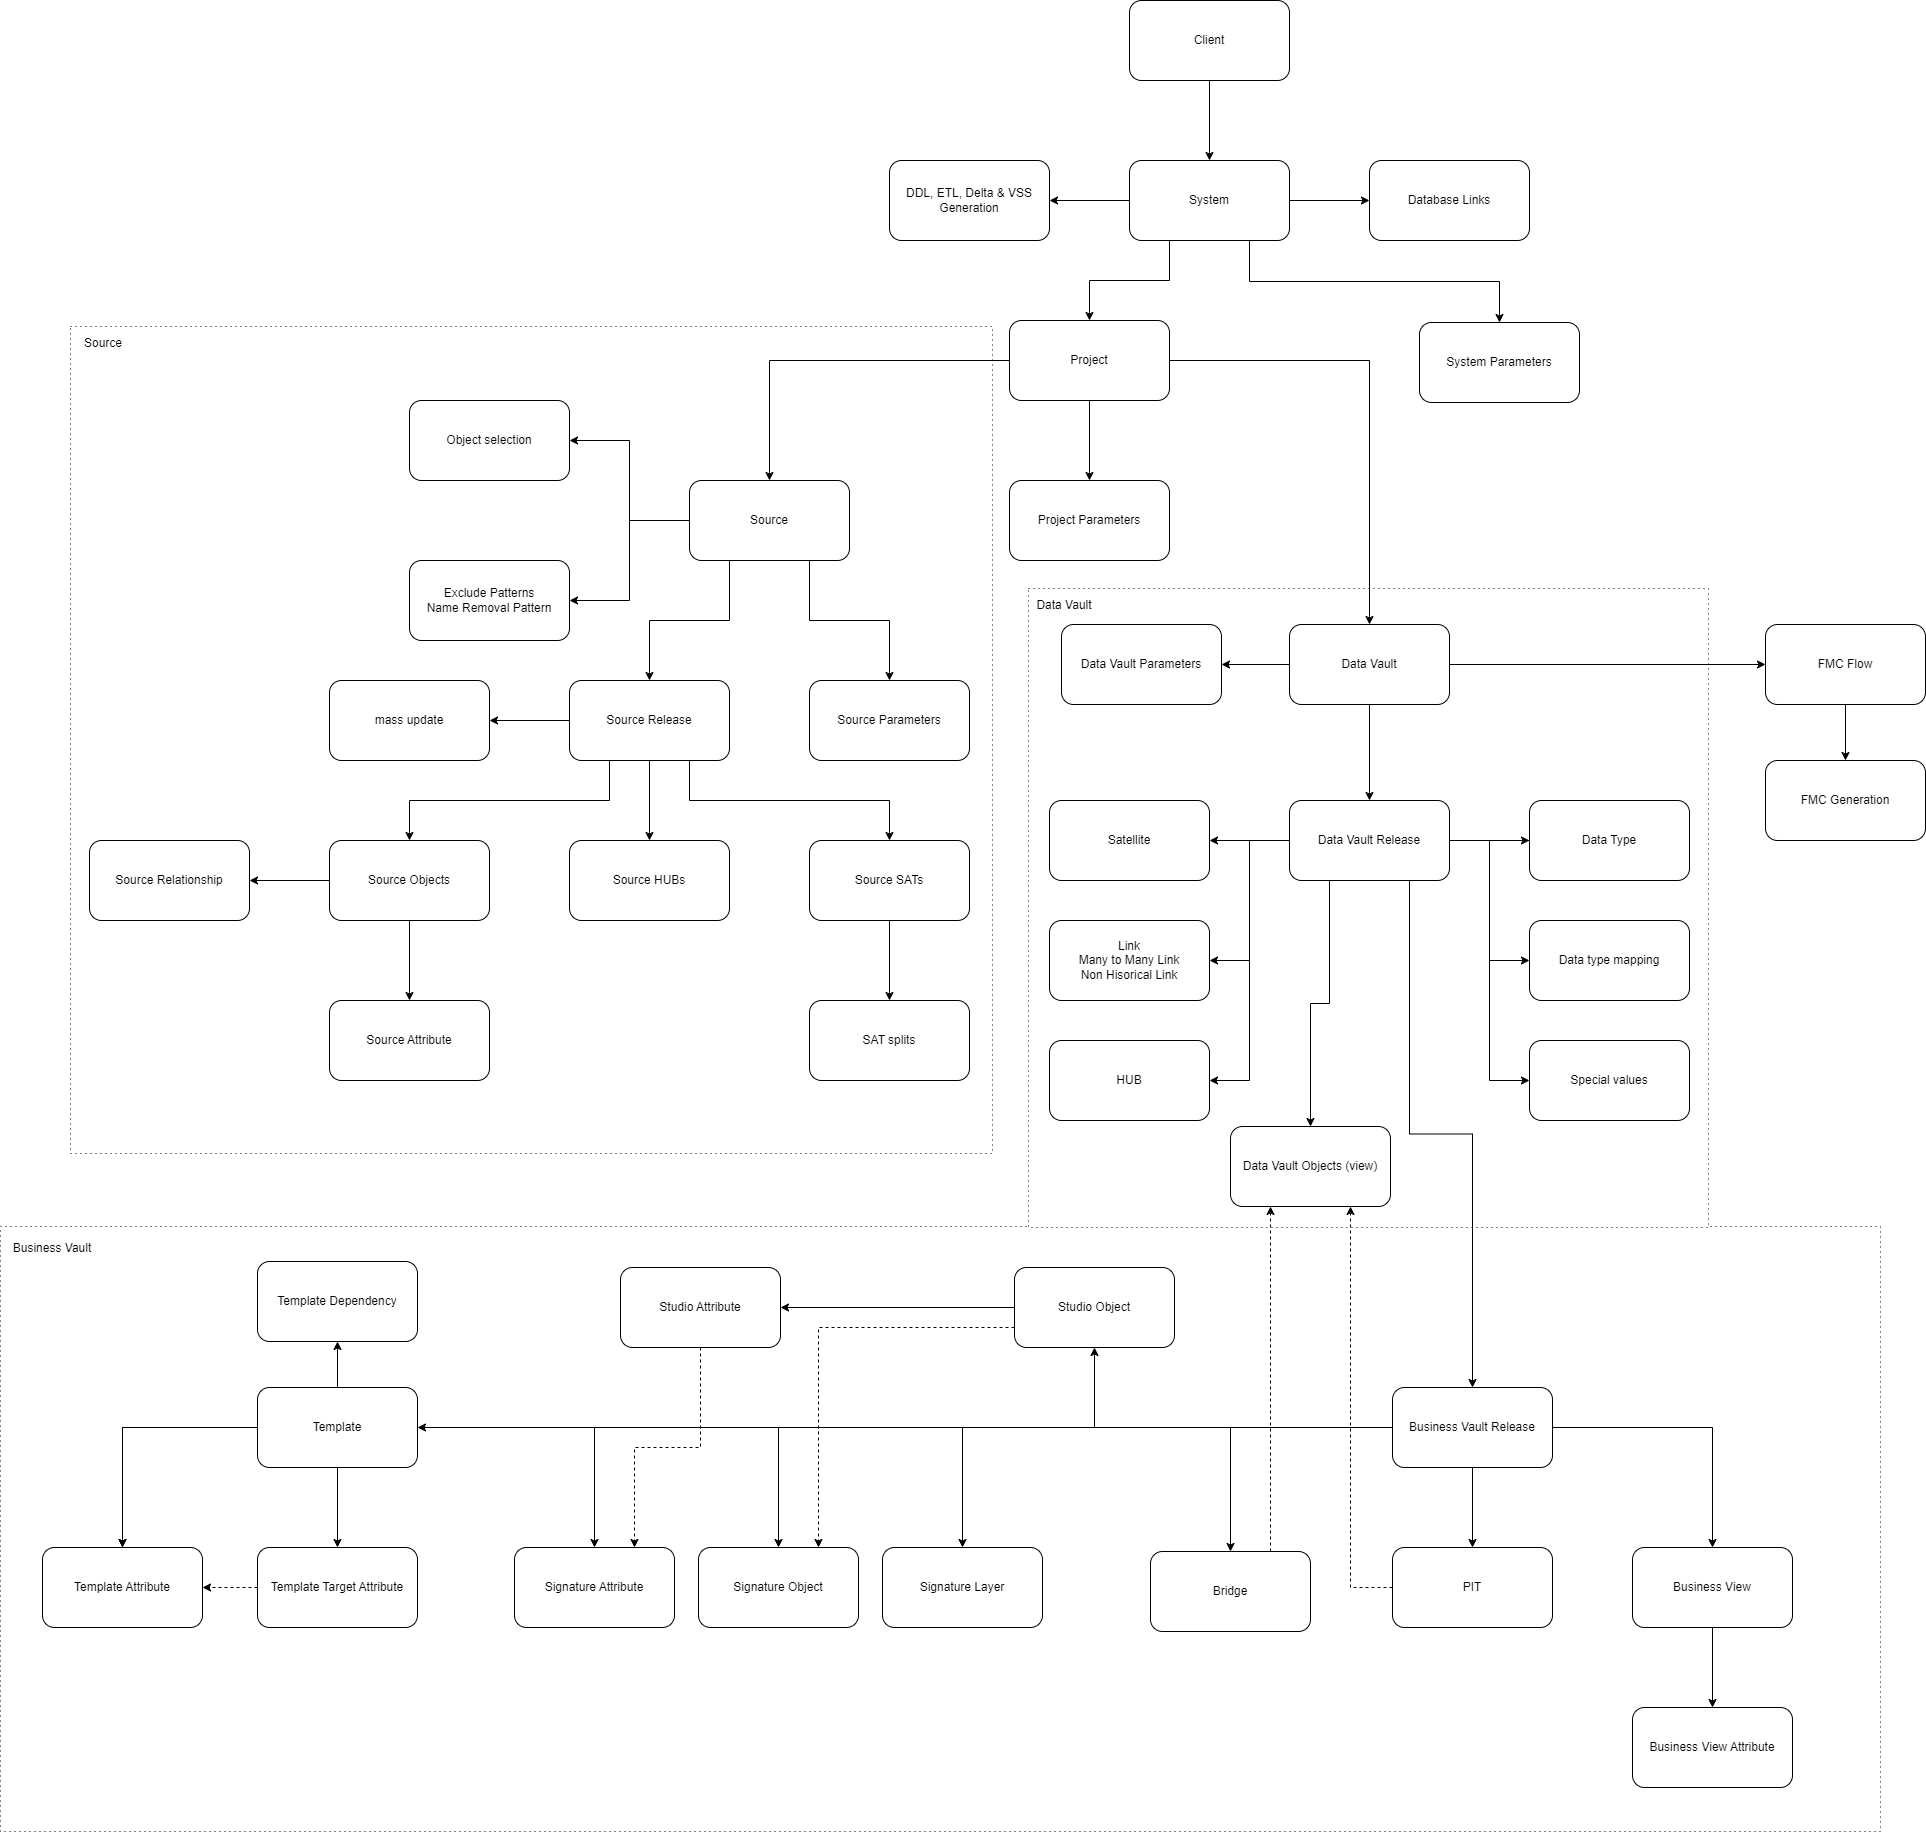 Client
DDL, ETL, Delta & VSS
Generation
System
Database Links
Source
Project
System Parameters
Object selection
Source
Project Parameters
Exclude Patterns
Name Removal Pattern
Data Vault
Data Vault Parameters
Data Vault
FMC Flow
mass update
Source Release
Source Parameters
FMC Generation
Satellite
Data Vault Release
Data Type
Source Relationship
Source Objects
Source HUBs
Source SATs
Link
Many to Many Link
Non Hisorical Link
Data type mapping
Source Attribute
SAT splits
HUB
Special values
Data Vault Objects (view)
Business Vault
Template Dependency
Studio Attribute
Studio Object
Template
Business Vault Release
Template Attribute
Template Target Attribute
Signature Attribute
Signature Object
Signature Layer
Bridge
PIT
Business View
Business View Attribute